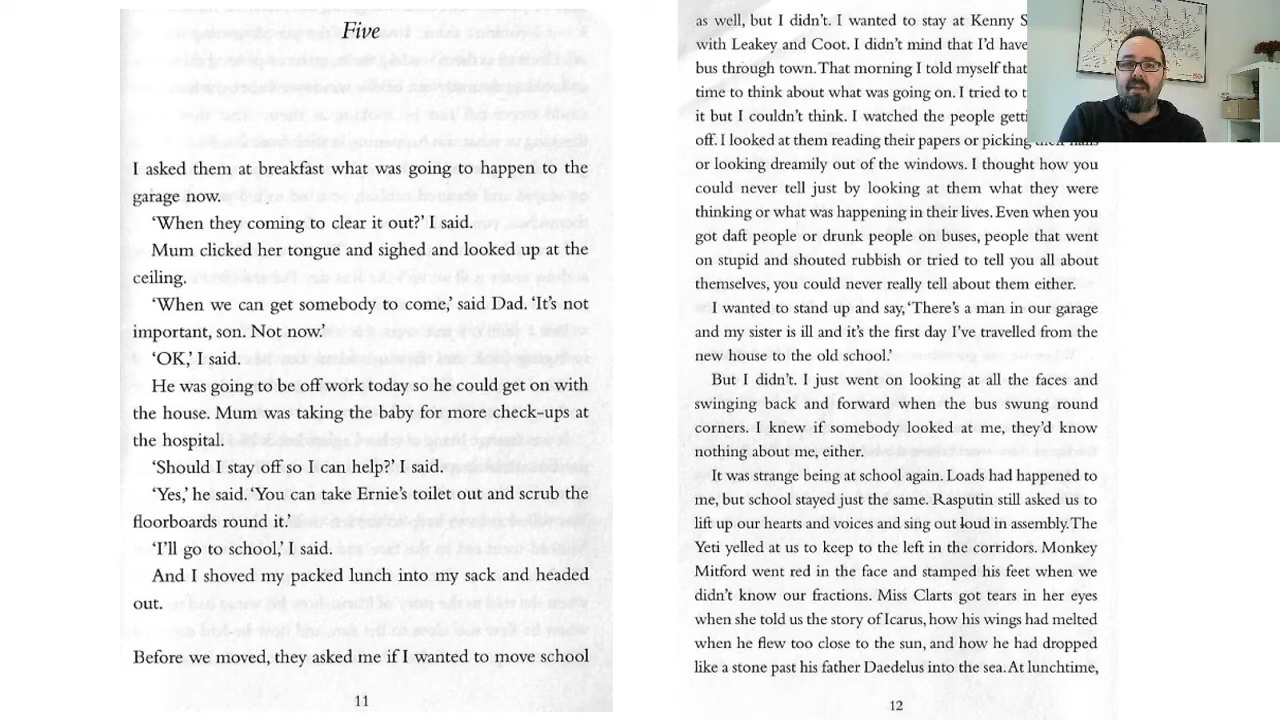 Five
I asked them at breakfast what was going to happen to the
garage now.
‘When they coming to clear it out?’ I said.
Mum clicked her tongue and sighed and looked up at the
ceiling.
‘When we can get somebody to come,’ said Dad. ‘It’s not
important, son. Not now.’
‘OK,’ I said.
He was going to be off work today so he could get on with
the house. Mum was taking the baby for more check-ups at
the hospital.
‘Should I stay off so I can help?’ I said.
‘Yes,’ he said. ‘You can take Ernie’s toilet out and scrub the
floorboards round it.’
‘I’ll go to school,’ I said.
And I shoved my packed lunch into my sack and headed
out.
Before we moved, they asked me if I wanted to move school
11
as well, but I didn’t. I wanted to stay at Kenny S
with Leakey and Coot. I didn’t mind that I’d have
bus through town. That morning I told myself that
time to think about what was going on. I tried to t
it but I couldn’t think. I watched the people getti
off. I looked at them reading their papers or picking
or looking dreamily out of the windows. I thought how you
could never tell just by looking at them what they were
thinking or what was happening in their lives. Even when you
got daft people or drunk people on buses, people that went
on stupid and shouted rubbish or tried to tell you all about
themselves, you could never really tell about them either.
I wanted to stand up and say, ‘There’s a man in our garage
and my sister is ill and it’s the first day I’ve travelled from the
new house to the old school.’
But I didn’t. I just went on looking at all the faces and
swinging back and forward when the bus swung round
corners. I knew if somebody looked at me, they’d know
nothing about me, either.
It was strange being at school again. Loads had happened to
me, but school stayed just the same. Rasputin still asked us to
lift up our hearts and voices and sing out loud in assembly. The
Yeti yelled at us to keep to the left in the corridors. Monkey
Mitford went red in the face and stamped his feet when we
didn’t know our fractions. Miss Clarts got tears in her eyes
when she told us the story of Icarus, how his wings had melted
when he flew too close to the sun, and how he had dropped
like a stone past his father Daedelus into the sea. At lunchtime,
12